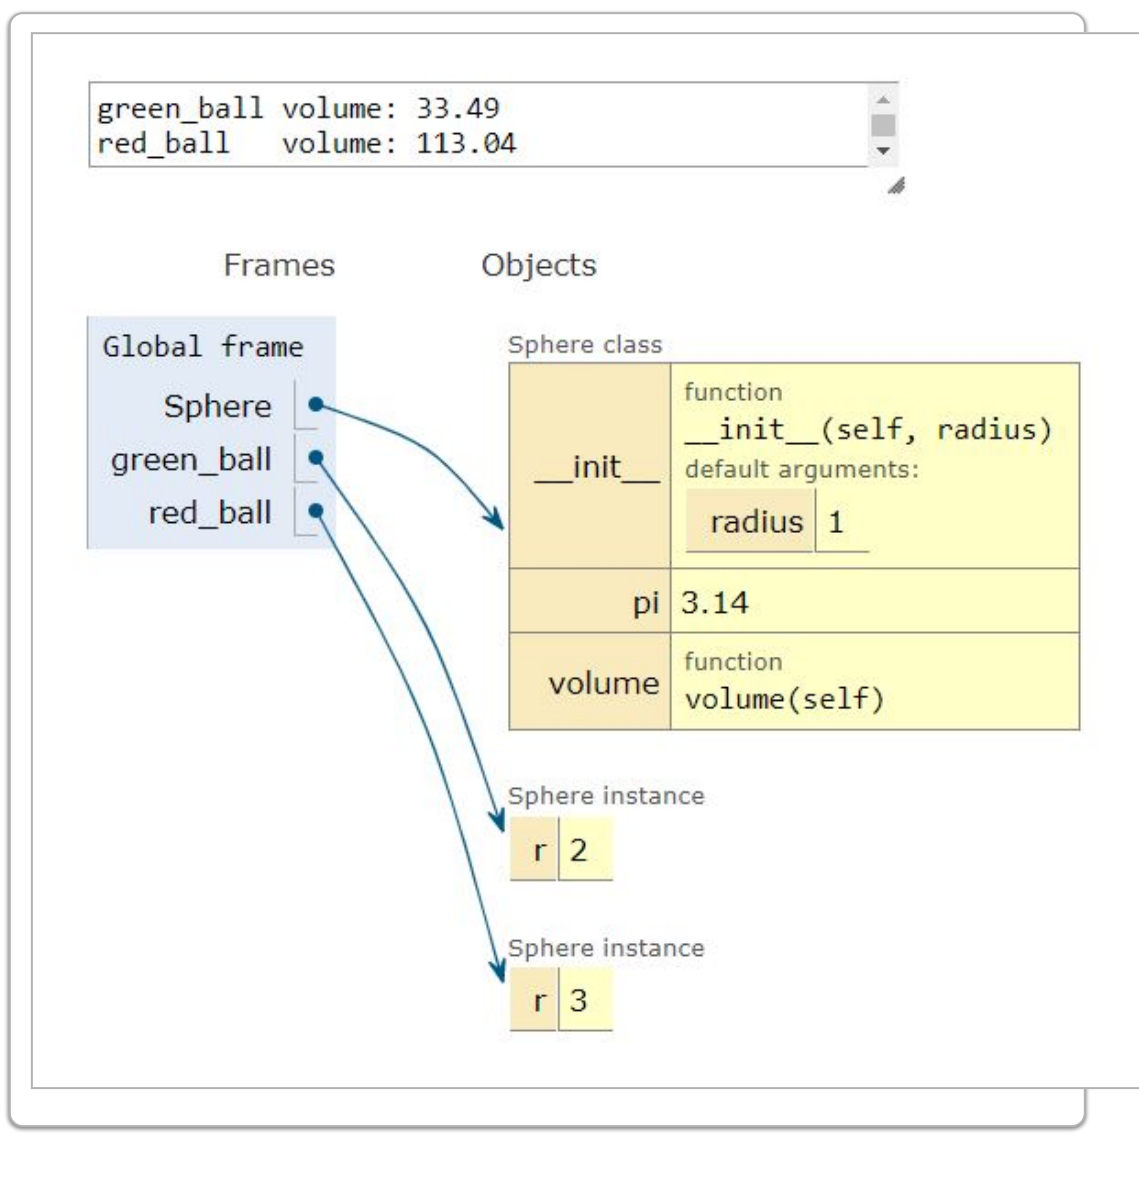 green_ball volume: 33.49
red_ball   volume: 113.04
Frames
Objects
Global frame
Sphere
green_ball
red_ball
Sphere class
__init__
function
__init__(self, radius)
default arguments:
radius 1
pi 3.14
volume
function
volume(self)
Sphere instance
r 2
Sphere instance
r 3